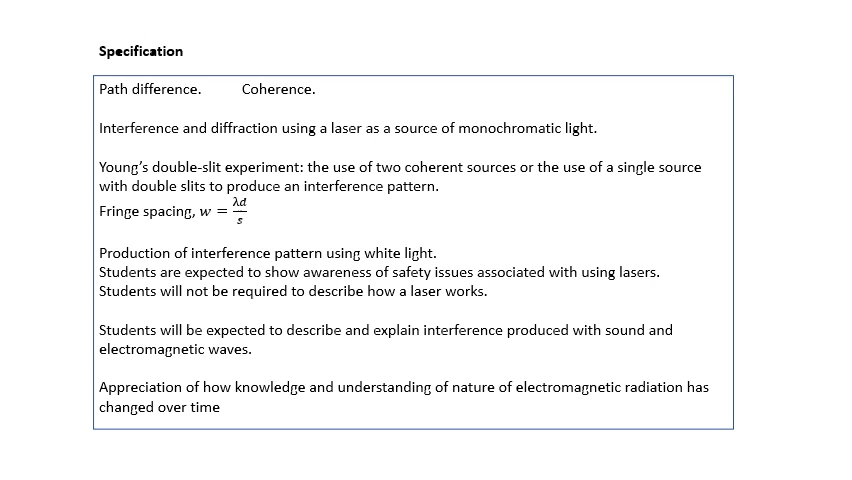 Specification
Path difference. Coherence.
Interference and diffraction using a laser as a source of monochromatic light.
Young's double-slit experiment: the use of two coherent sources or the use of a single source
with double slits to produce an interference pattern.
Fringe spacing, w = λd/s
Production of interference pattern using white light.
Students are expected to show awareness of safety issues associated with using lasers.
Students will not be required to describe how a laser works.
Students will be expected to describe and explain interference produced with sound and
electromagnetic waves.
Appreciation of how knowledge and understanding of nature of electromagnetic radiation has
changed over time